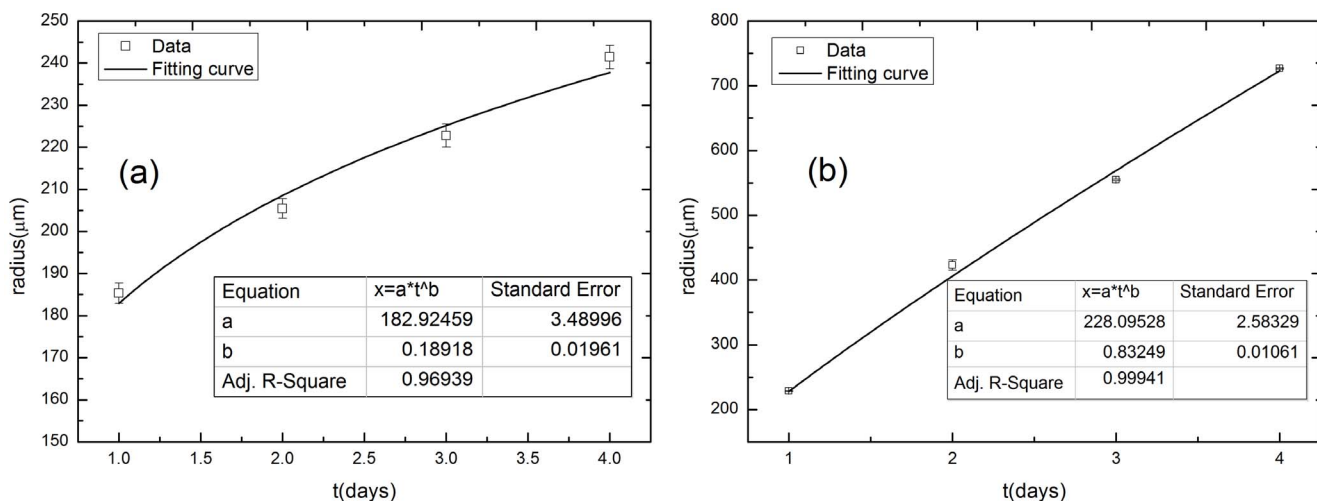 250
240
230
220
210
200
190
180
170
160
150
radius(μm)
Data
Fitting curve
(a)
Equation x=a*t^b Standard Error
a 182.92459 3.48996
b 0.18918 0.01961
Adj. R-Square 0.96939
1.0 1.5 2.0 2.5 3.0 3.5 4.0
t(days)
800
700
600
500
400
300
200
radius(μm)
Data
Fitting curve
(b)
Equation x=a*t^b Standard Error
a 228.09528 2.58329
b 0.83249 0.01061
Adj. R-Square 0.99941
1 2 3 4
t(days)